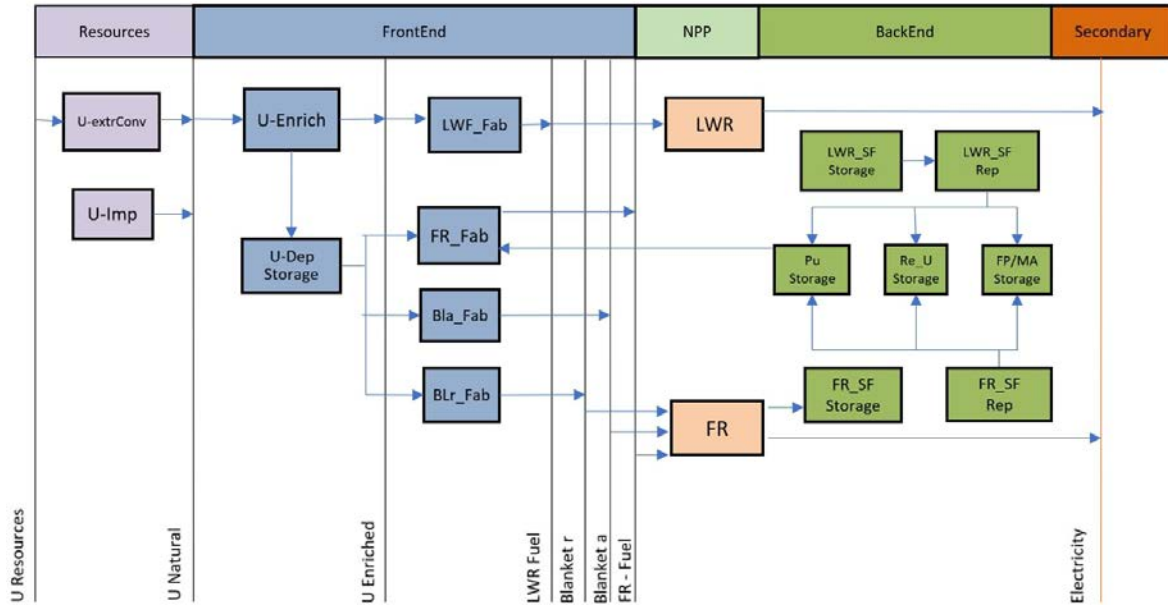 Resources
FrontEnd
NPP
BackEnd
Secondary
U-extrConv
U-Enrich
LWF_Fab
LWR
LWR_SF
Storage
LWR_SF
Rep
U-Imp
U-Dep
Storage
FR_Fab
Pu
Storage
Re_U
Storage
FP/MA
Storage
Bla_Fab
BLr_Fab
FR
FR_SF
Storage
FR_SF
Rep
U Resources
U Natural
U Enriched
LWR Fuel
Blanket r
Blanket a
FR - Fuel
Electricity